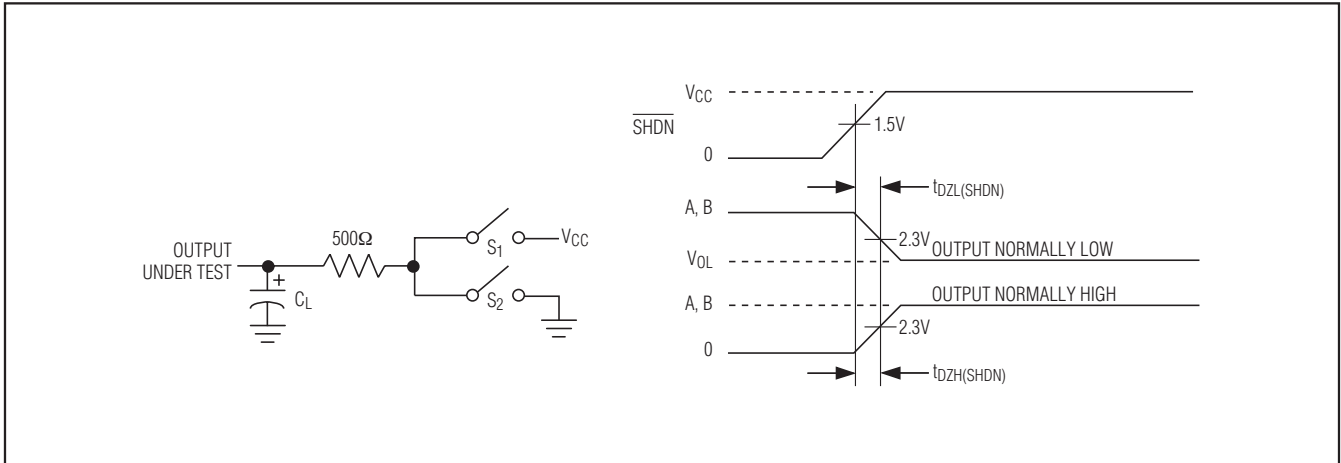 OUTPUT
UNDER TEST
500Ω
+
CL
S1
S2
VCC
SHDN
VCC
0
1.5V
tDZL(SHDN)
A, B
VOL
2.3V
OUTPUT NORMALLY LOW
A, B
0
OUTPUT NORMALLY HIGH
2.3V
tDZH(SHDN)